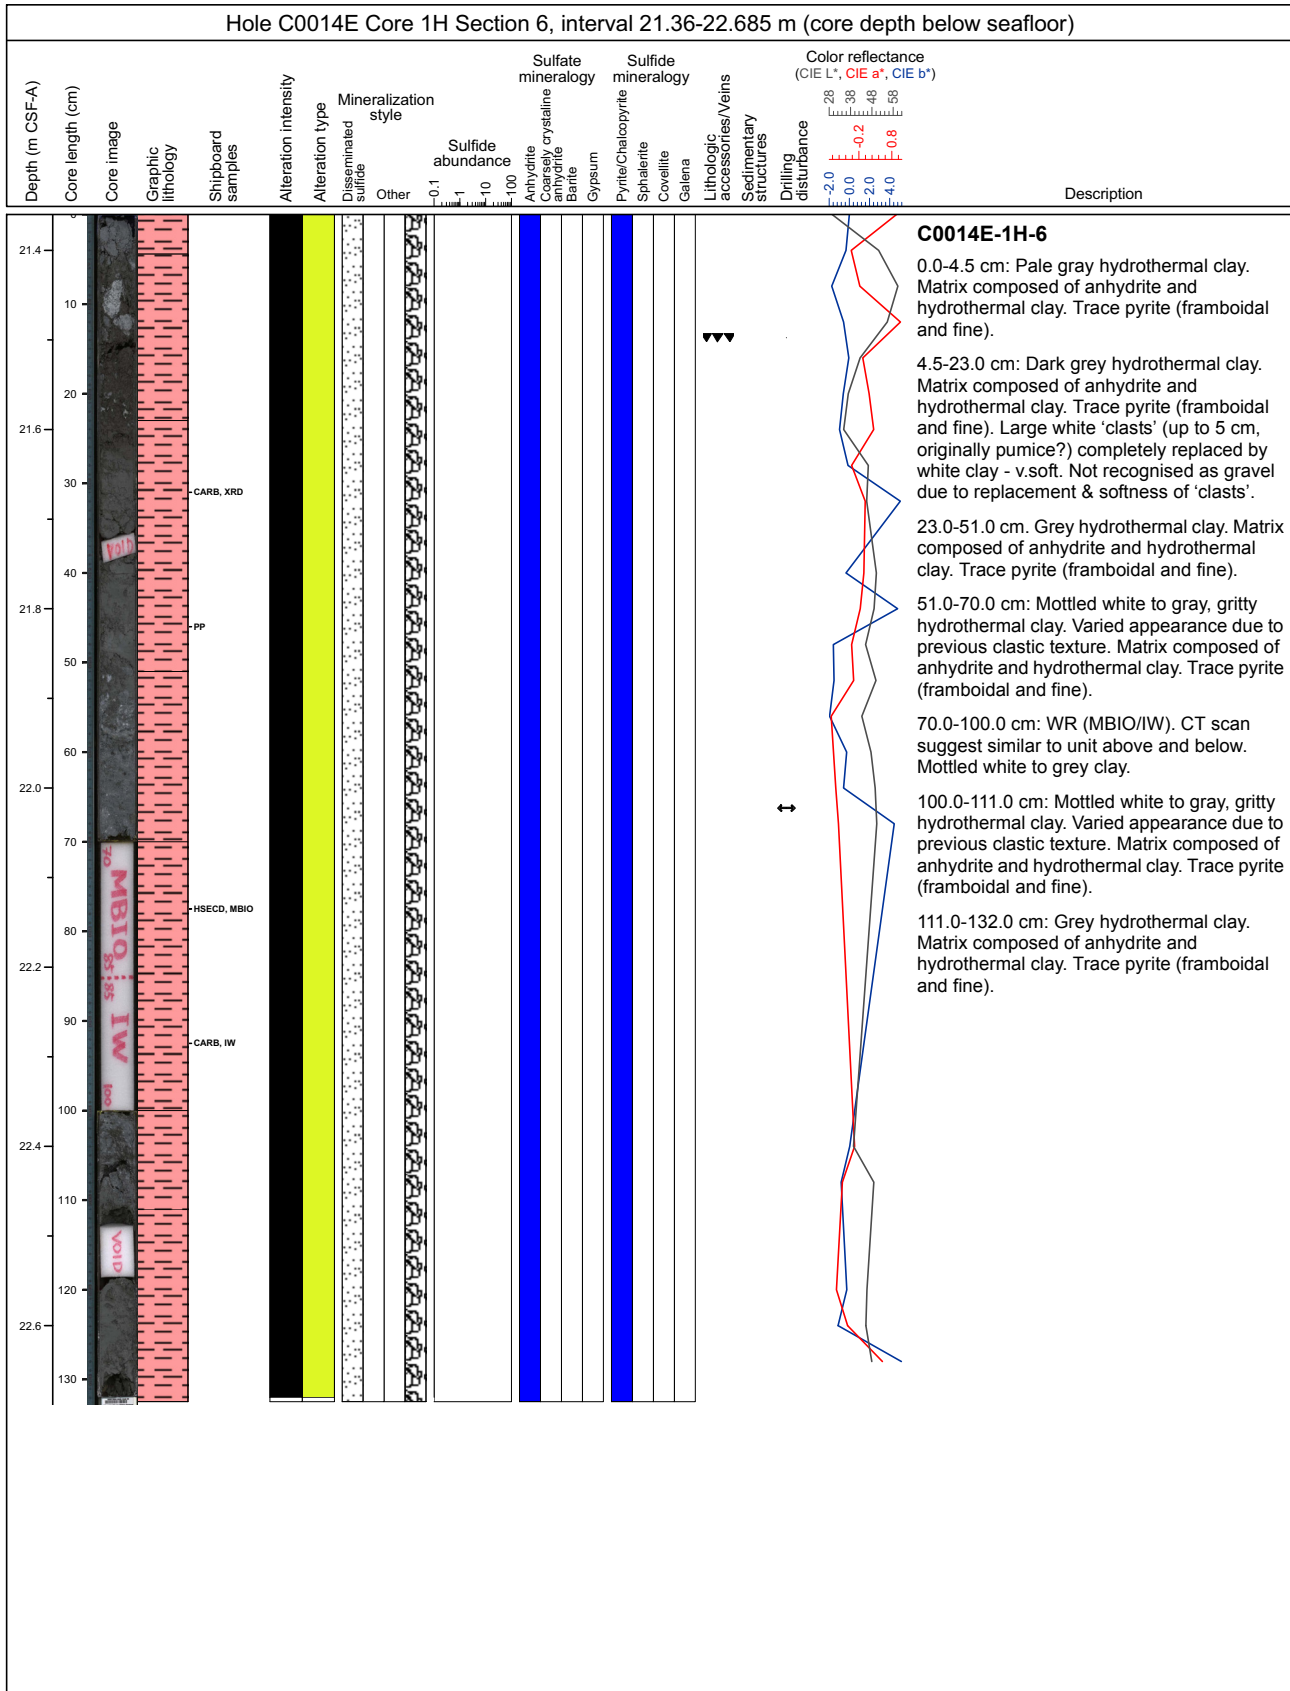 Hole C0014E Core 1H Section 6, interval 21.36-22.685 m (core depth below seafloor)
Depth (m CSF-A)
Core length (cm)
Core image
Graphic
lithology
Shipboard
samples
Alteration intensity
Alteration type
Mineralization
style
Disseminated
sulfide
Other
Sulfide
abundance
0.1
1
10
100
Sulfate
mineralogy
Anhydrite
Coarsely crystaline
anhydrite
Barite
Gypsum
Sulfide
mineralogy
Pyrite/Chalcopyrite
Sphalerite
Covellite
Galena
Lithologic
accessories/Veins
Sedimentary
structures
Drilling
disturbance
Color reflectance
(CIE L*, CIE a*, CIE b*)
28
38
48
58
-0.2
-0.8
-2.0
0.0
2.0
4.0
Description
21.4
21.6
21.8
22.0
22.2
22.4
22.6
10
20
30
40
50
60
70
80
90
100
110
120
130
VOID
70
MBIO
85
85
IW
100
VOID
CARB, XRD
PP
HSECD, MBIO
CARB, IW
C0014E-1H-6
0.0-4.5 cm: Pale gray hydrothermal clay.
Matrix composed of anhydrite and
hydrothermal clay. Trace pyrite (framboidal
and fine).
4.5-23.0 cm: Dark grey hydrothermal clay.
Matrix composed of anhydrite and
hydrothermal clay. Trace pyrite (framboidal
and fine). Large white ‘clasts’ (up to 5 cm,
originally pumice?) completely replaced by
white clay - v.soft. Not recognised as gravel
due to replacement & softness of ‘clasts’.
23.0-51.0 cm. Grey hydrothermal clay. Matrix
composed of anhydrite and hydrothermal
clay. Trace pyrite (framboidal and fine).
51.0-70.0 cm: Mottled white to gray, gritty
hydrothermal clay. Varied appearance due to
previous clastic texture. Matrix composed of
anhydrite and hydrothermal clay. Trace pyrite
(framboidal and fine).
70.0-100.0 cm: WR (MBIO/IW). CT scan
suggest similar to unit above and below.
Mottled white to grey clay.
100.0-111.0 cm: Mottled white to gray, gritty
hydrothermal clay. Varied appearance due to
previous clastic texture. Matrix composed of
anhydrite and hydrothermal clay. Trace pyrite
(framboidal and fine).
111.0-132.0 cm: Grey hydrothermal clay.
Matrix composed of anhydrite and
hydrothermal clay. Trace pyrite (framboidal
and fine).